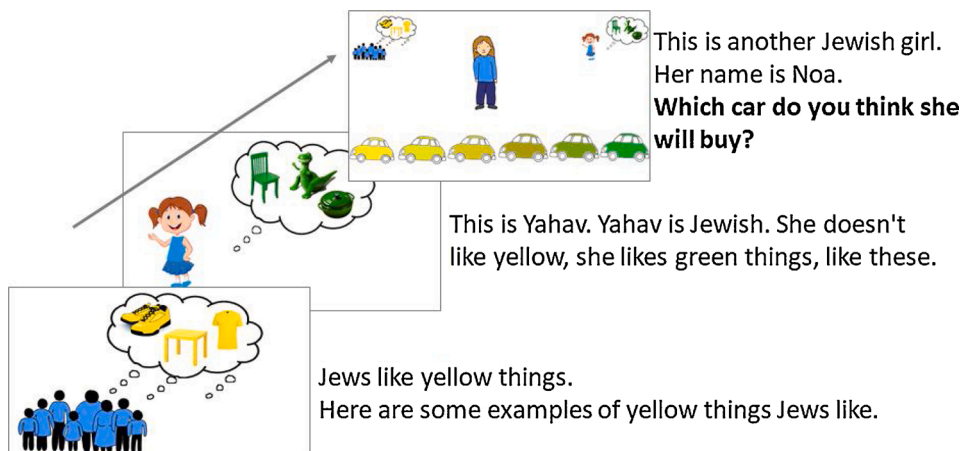 This is another Jewish girl.
Her name is Noa.
Which car do you think she
will buy?
This is Yahav. Yahav is Jewish. She doesn't
like yellow, she likes green things, like these.
Jews like yellow things.
Here are some examples of yellow things Jews like.